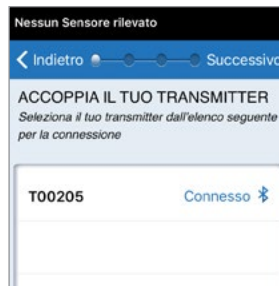 Nessun Sensore rilevato
Indietro Successivo
ACCOPPIA IL TUO TRANSMITTER
Seleziona il tuo transmitter dall'elenco seguente
per la connessione
T00205 Connesso